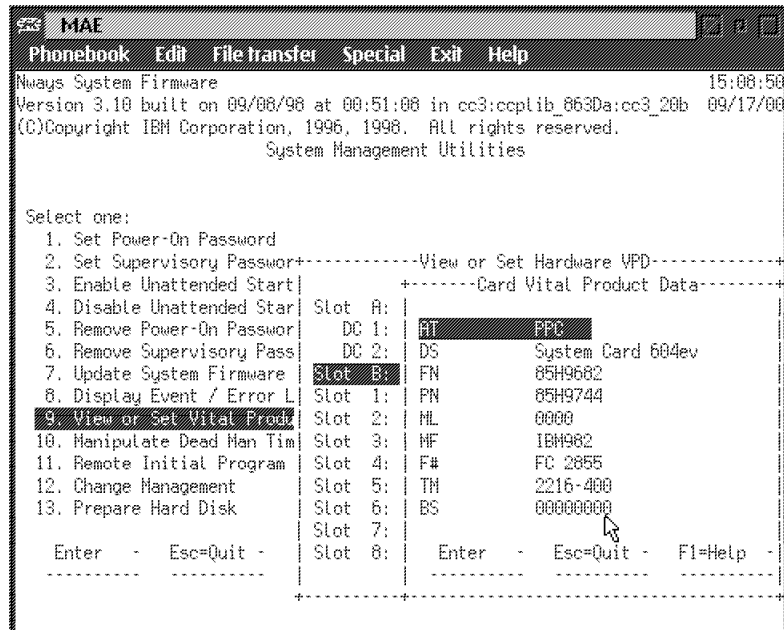 MAE
Phonebook Edit File transfer Special Exit Help
Nways System Firmware 15:08:50
Version 3.10 built on 09/08/98 at 00:51:08 in cc3:ccplib_863Da:cc3_20b 09/17/00
(C)Copyright IBM Corporation, 1996, 1998. All rights reserved.
System Management Utilities
Select one:
1. Set Power-On Password
2. Set Supervisory Passwor+------------View or Set Hardware VPD-------------+
3. Enable Unattended Start| +-------Card Vital Product Data--------+
4. Disable Unattended Star| Slot A: |
5. Remove Power-On Passwor| DC 1: | AT PPC
6. Remove Supervisory Pass| DC 2: | DS System Card 604ev
7. Update System Firmware | Slot B: | FN 85H9682
8. Display Event / Error L| Slot 1: | PN 85H9744
9. View or Set Vital Produ Slot 2: | ML 0000
10. Manipulate Dead Man Tim| Slot 3: | MF IBM982
11. Remote Initial Program | Slot 4: | F# FC 2855
12. Change Management | Slot 5: | TM 2216-400
13. Prepare Hard Disk | Slot 6: | BS 00000000
| Slot 7: |
Enter - Esc=Quit - | Slot 8: | Enter - Esc=Quit - F1=Help -